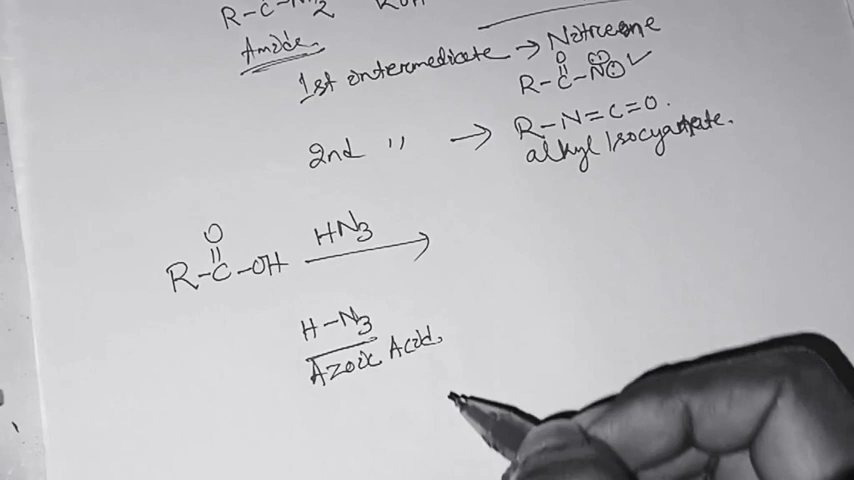 R-C-NH2 KOH
Amide.
1st intermediate → Nitrene
O
R-C-N ✓
2nd " → R-N=C=O.
alkyl Isocyanate.
O
R-C-OH HN3 →
H-N3
Azoic Acid.